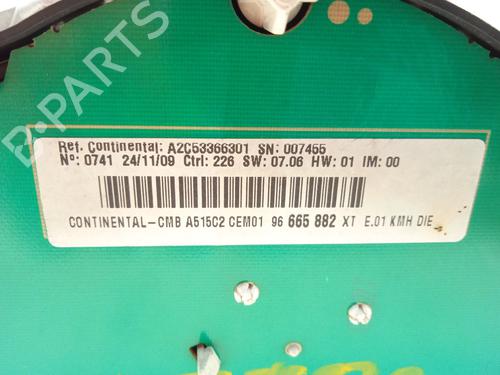 Ref. Continental: A2C53366301 SN: 007455
Nº: 0741 24/11/09 Ctrl: 226 SW: 07.06 HW: 01 IM: 00
CONTINENTAL-CMB A515C2 CEM01 96 665 882 XT E.01 KMH DIE